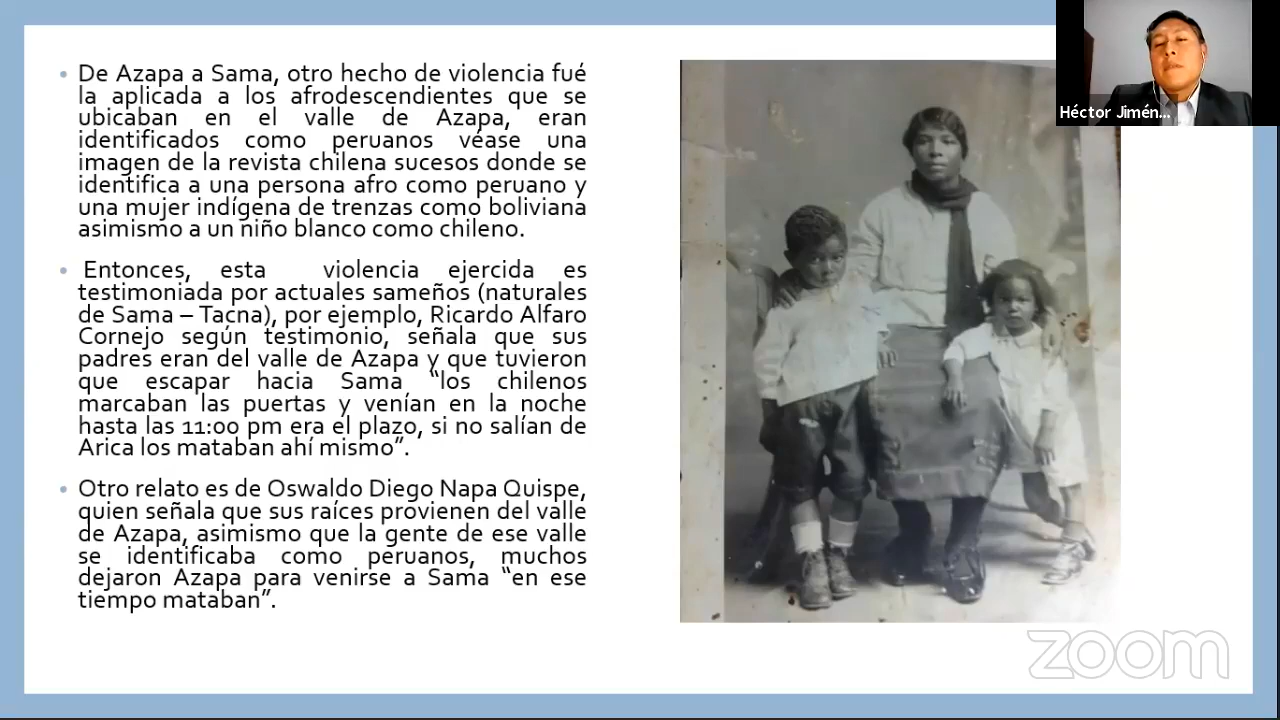 • De Azapa a Sama, otro hecho de violencia fué
la aplicada a los afrodescendientes que se
ubicaban en el valle de Azapa, eran
identificados como peruanos véase una
imagen de la revista chilena sucesos donde se
identifica a una persona afro como peruano y
una mujer indígena de trenzas como boliviana
asimismo a un niño blanco como chileno.
• Entonces, esta violencia ejercida es
testimoniada por actuales sameños (naturales
de Sama – Tacna), por ejemplo, Ricardo Alfaro
Cornejo según testimonio, señala que sus
padres eran del valle de Azapa y que tuvieron
que escapar hacia Sama “los chilenos
marcaban las puertas y venían en la noche
hasta las 11:00 pm era el plazo, si no salían de
Arica los mataban ahí mismo”.
• Otro relato es de Oswaldo Diego Napa Quispe,
quien señala que sus raíces provienen del valle
de Azapa, asimismo que la gente de ese valle
se identificaba como peruanos, muchos
dejaron Azapa para venirse a Sama “en ese
tiempo mataban”.
Héctor Jimén...
zoom